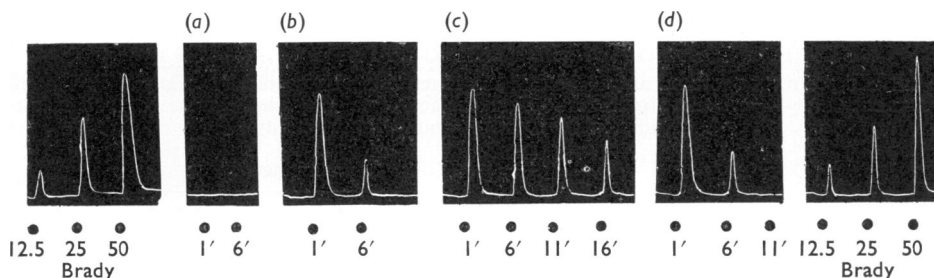 (a) (b) (c) (d)
12.5 25 50 1′ 6′ 1′ 6′ 1′ 6′ 11′ 16′ 1′ 6′ 11′ 12.5 25 50
Brady Brady